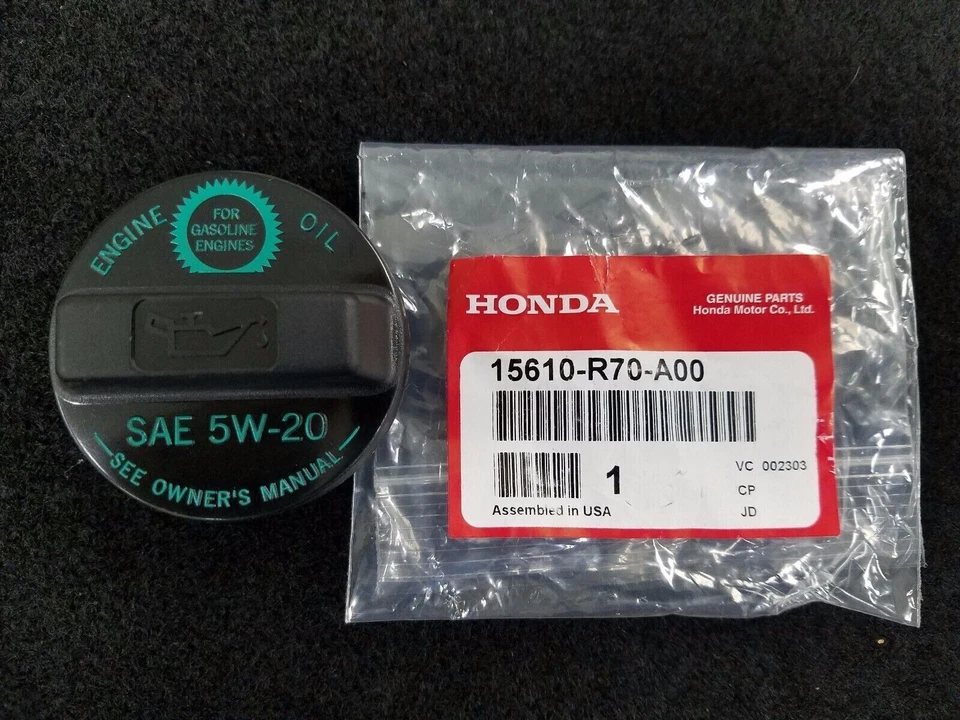 ENGINE OIL
FOR
GASOLINE
ENGINES
SAE 5W-20
SEE OWNER'S MANUAL
HONDA
GENUINE PARTS
Honda Motor Co., Ltd.
15610-R70-A00
1
VC 002303
CP
Assembled in USA
JD